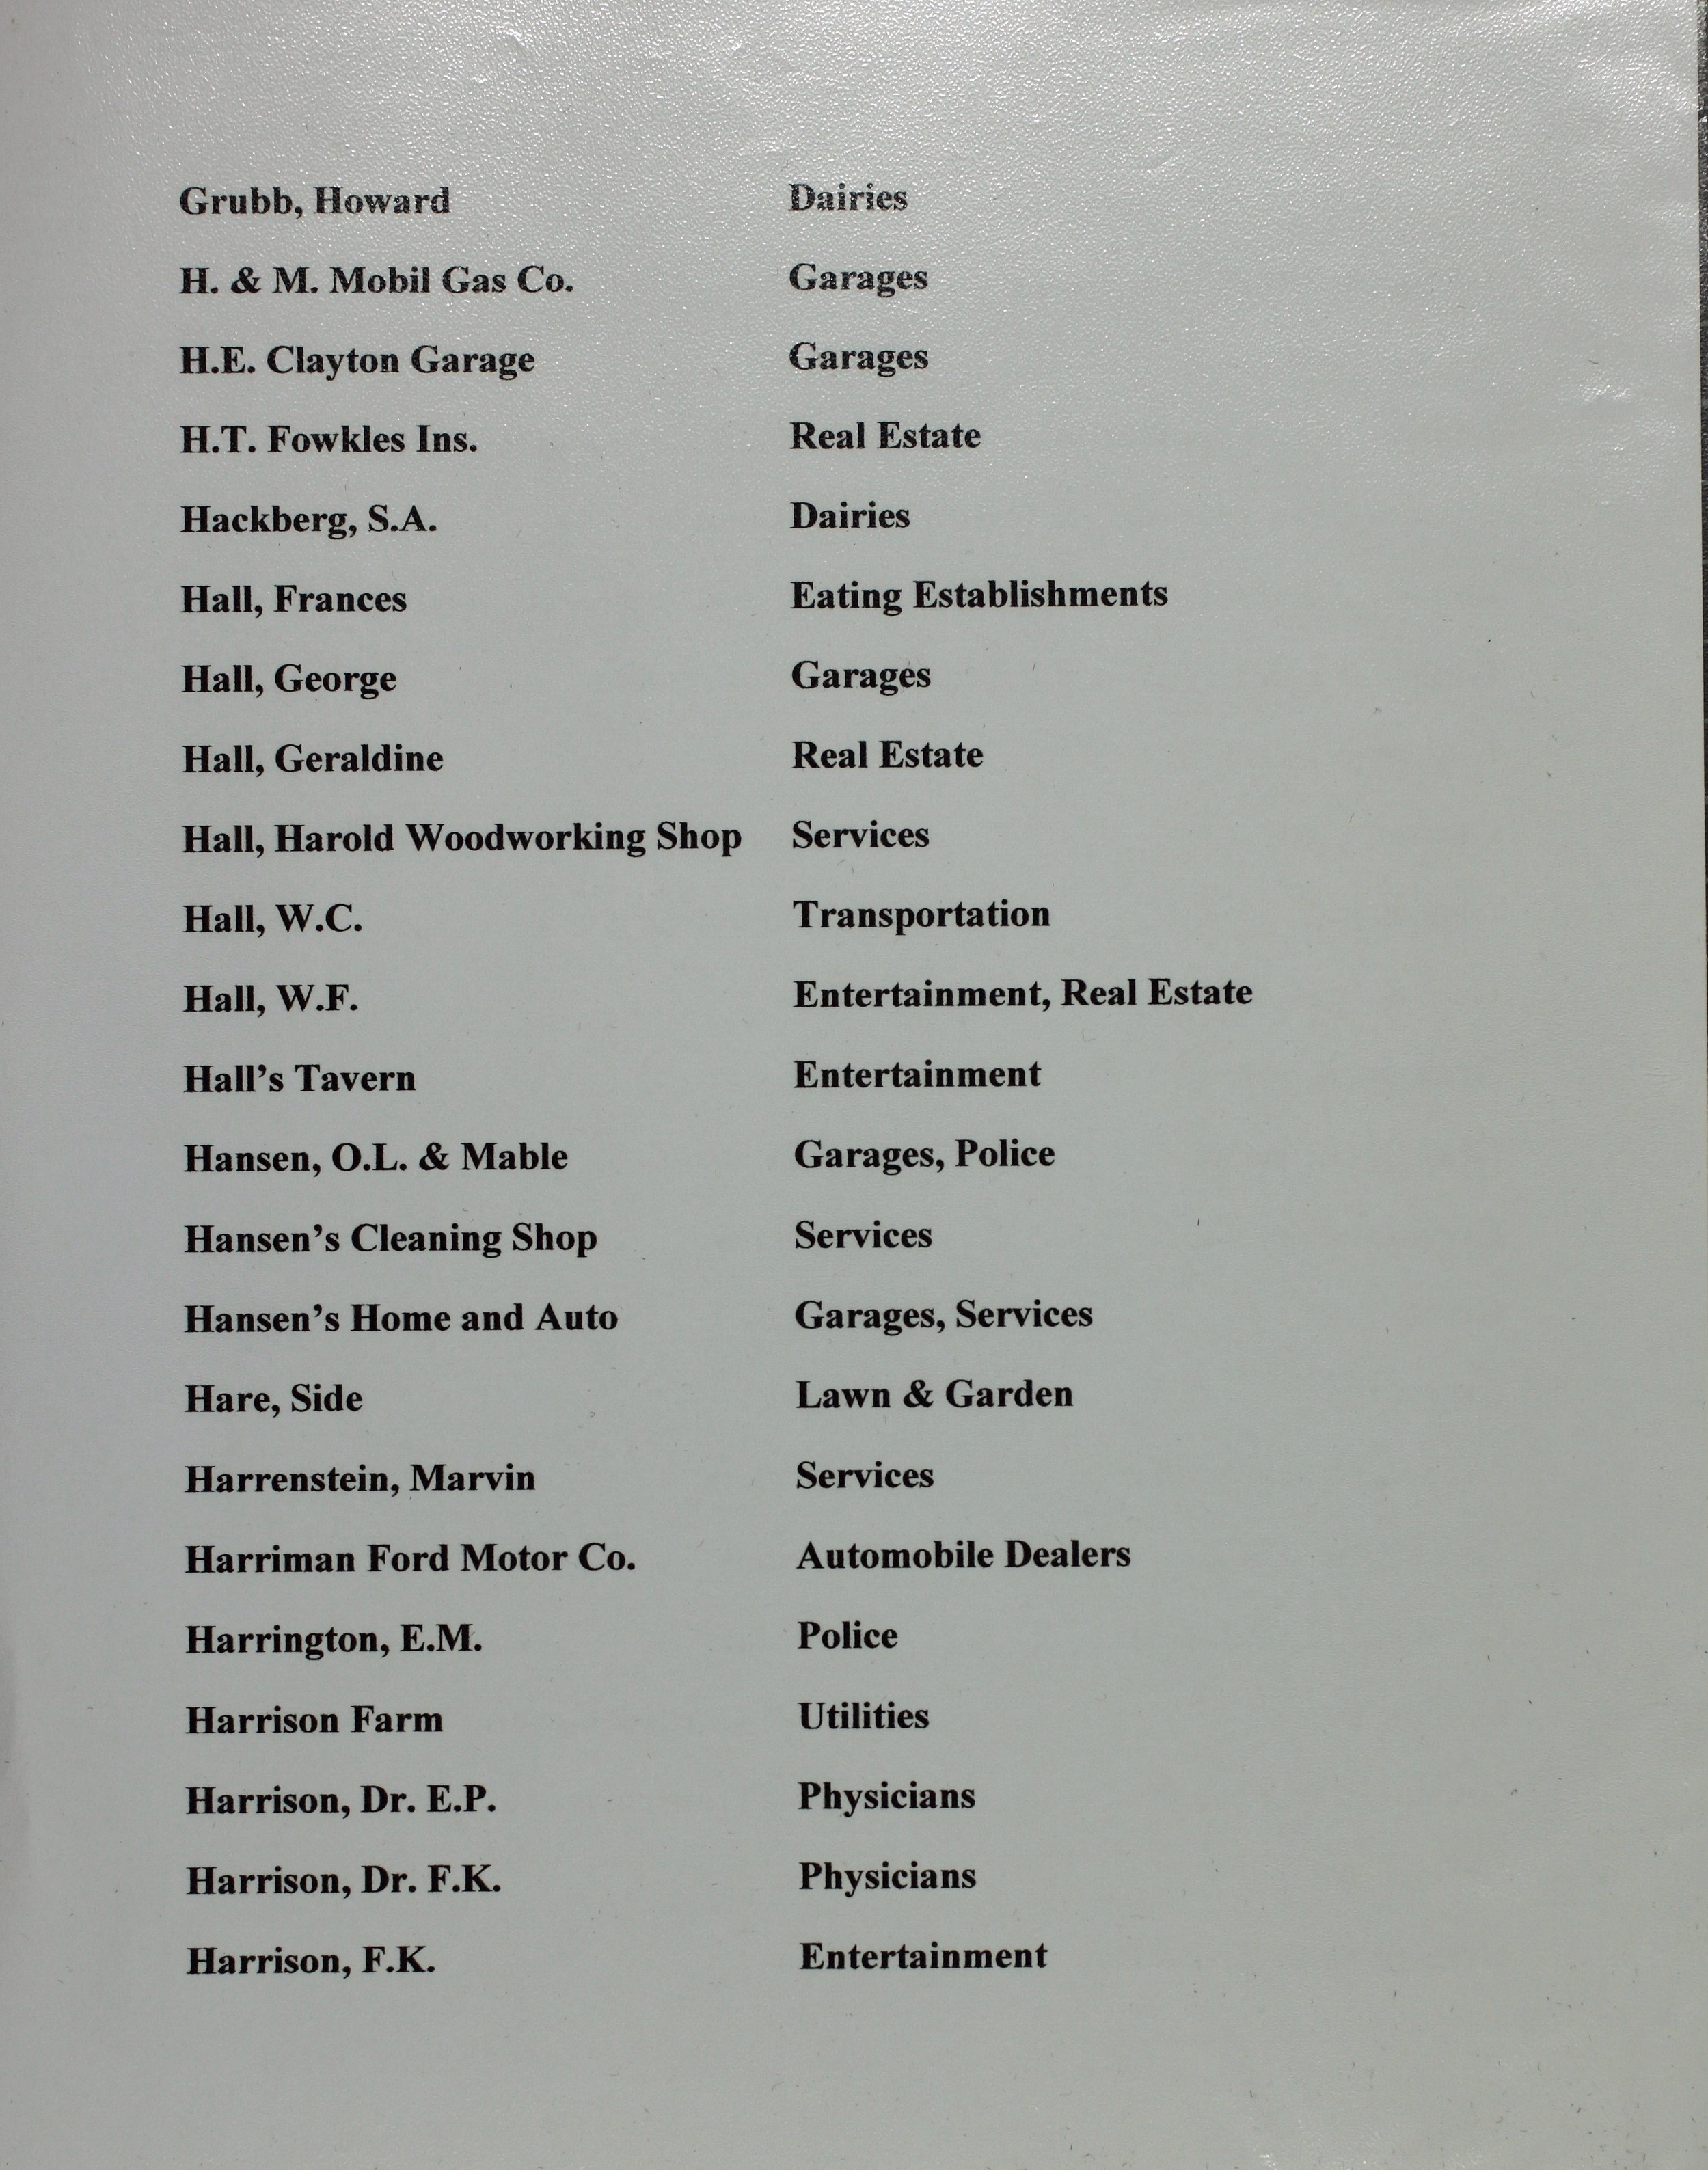 Grubb, Howard Dairies
H. & M. Mobil Gas Co. Garages
H.E. Clayton Garage Garages
H.T. Fowkles Ins. Real Estate
Hackberg, S.A. Dairies
Hall, Frances Eating Establishments
Hall, George Garages
Hall, Geraldine Real Estate
Hall, Harold Woodworking Shop Services
Hall, W.C. Transportation
Hall, W.F. Entertainment, Real Estate
Hall’s Tavern Entertainment
Hansen, O.L. & Mable Garages, Police
Hansen’s Cleaning Shop Services
Hansen’s Home and Auto Garages, Services
Hare, Side Lawn & Garden
Harrenstein, Marvin Services
Harriman Ford Motor Co. Automobile Dealers
Harrington, E.M. Police
Harrison Farm Utilities
Harrison, Dr. E.P. Physicians
Harrison, Dr. F.K. Physicians
Harrison, F.K. Entertainment